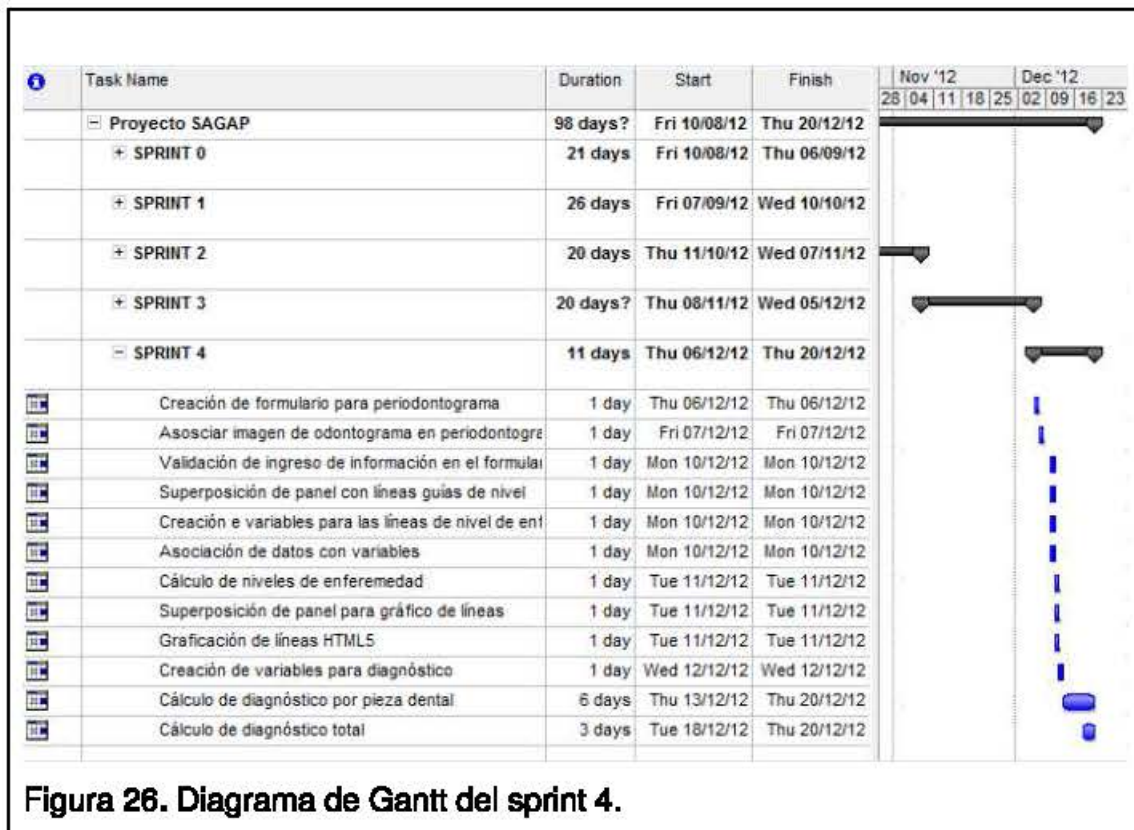 Task Name Duration Start Finish Nov '12 Dec '12
28 04 11 18 25 02 09 16 23
Proyecto SAGAP 98 days? Fri 10/08/12 Thu 20/12/12
SPRINT 0 21 days Fri 10/08/12 Thu 06/09/12
SPRINT 1 26 days Fri 07/09/12 Wed 10/10/12
SPRINT 2 20 days Thu 11/10/12 Wed 07/11/12
SPRINT 3 20 days? Thu 08/11/12 Wed 05/12/12
SPRINT 4 11 days Thu 06/12/12 Thu 20/12/12
Creación de formulario para periodontograma 1 day Thu 06/12/12 Thu 06/12/12
Asosciar imagen de odontograma en periodontogra 1 day Fri 07/12/12 Fri 07/12/12
Validación de ingreso de información en el formular 1 day Mon 10/12/12 Mon 10/12/12
Superposición de panel con líneas guías de nivel 1 day Mon 10/12/12 Mon 10/12/12
Creación e variables para las líneas de nivel de enf 1 day Mon 10/12/12 Mon 10/12/12
Asociación de datos con variables 1 day Mon 10/12/12 Mon 10/12/12
Cálculo de niveles de enferemedad 1 day Tue 11/12/12 Tue 11/12/12
Superposición de panel para gráfico de líneas 1 day Tue 11/12/12 Tue 11/12/12
Graficación de líneas HTML5 1 day Tue 11/12/12 Tue 11/12/12
Creación de variables para diagnóstico 1 day Wed 12/12/12 Wed 12/12/12
Cálculo de diagnóstico por pieza dental 6 days Thu 13/12/12 Thu 20/12/12
Cálculo de diagnóstico total 3 days Tue 18/12/12 Thu 20/12/12
Figura 26. Diagrama de Gantt del sprint 4.